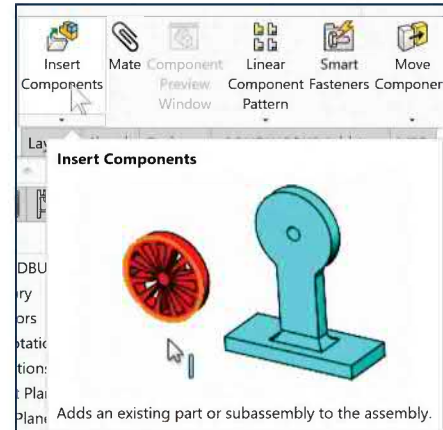 Insert Components
Mate
Component Preview Window
Linear Component Pattern
Smart Fasteners
Move
Insert Components
Adds an existing part or subassembly to the assembly.